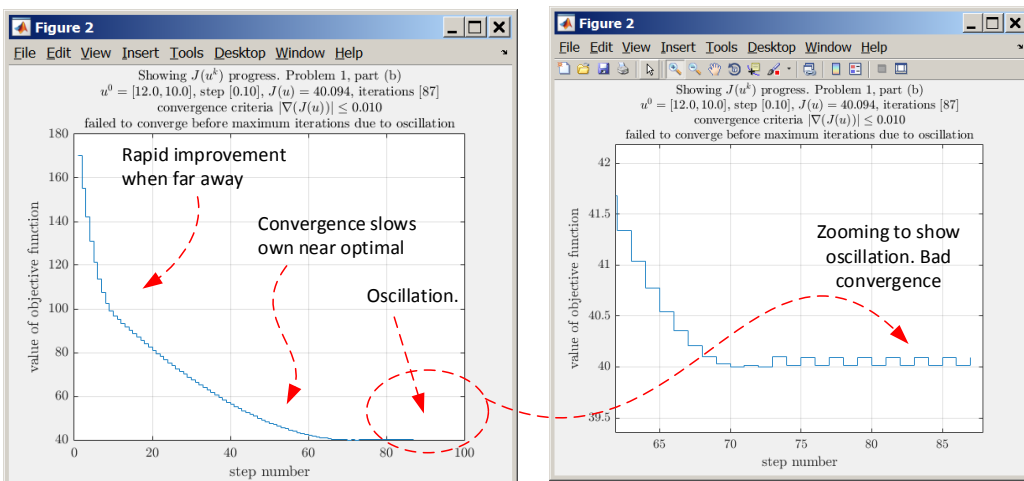 Figure 2
File Edit View Insert Tools Desktop Window Help
Showing J(u^k) progress. Problem 1, part (b)
u^0 = [12.0, 10.0], step [0.10], J(u) = 40.094, iterations [87]
convergence criteria |∇(J(u))| ≤ 0.010
failed to converge before maximum iterations due to oscillation
180
160
140
120
100
80
60
40
0 20 40 60 80 100
value of objective function
step number
Rapid improvement
when far away
Convergence slows
own near optimal
Oscillation.
Figure 2
File Edit View Insert Tools Desktop Window Help
Showing J(u^k) progress. Problem 1, part (b)
u^0 = [12.0, 10.0], step [0.10], J(u) = 40.094, iterations [87]
convergence criteria |∇(J(u))| ≤ 0.010
failed to converge before maximum iterations due to oscillation
42
41.5
41
40.5
40
39.5
65 70 75 80 85
value of objective function
step number
Zooming to show
oscillation. Bad
convergence